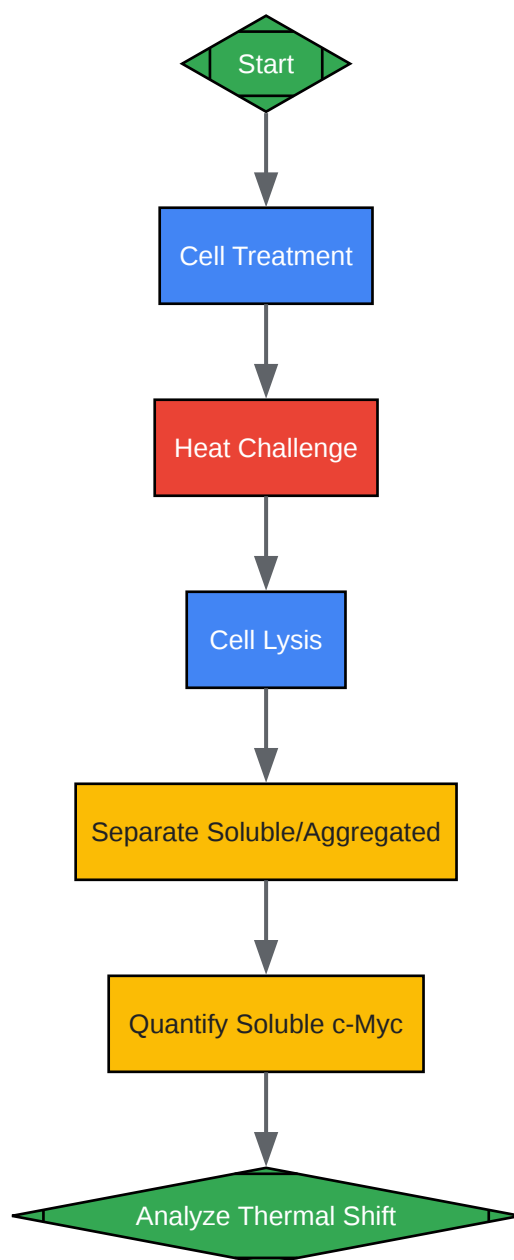 Start
Cell Treatment
Heat Challenge
Cell Lysis
Separate Soluble/Aggregated
Quantify Soluble c-Myc
Analyze Thermal Shift